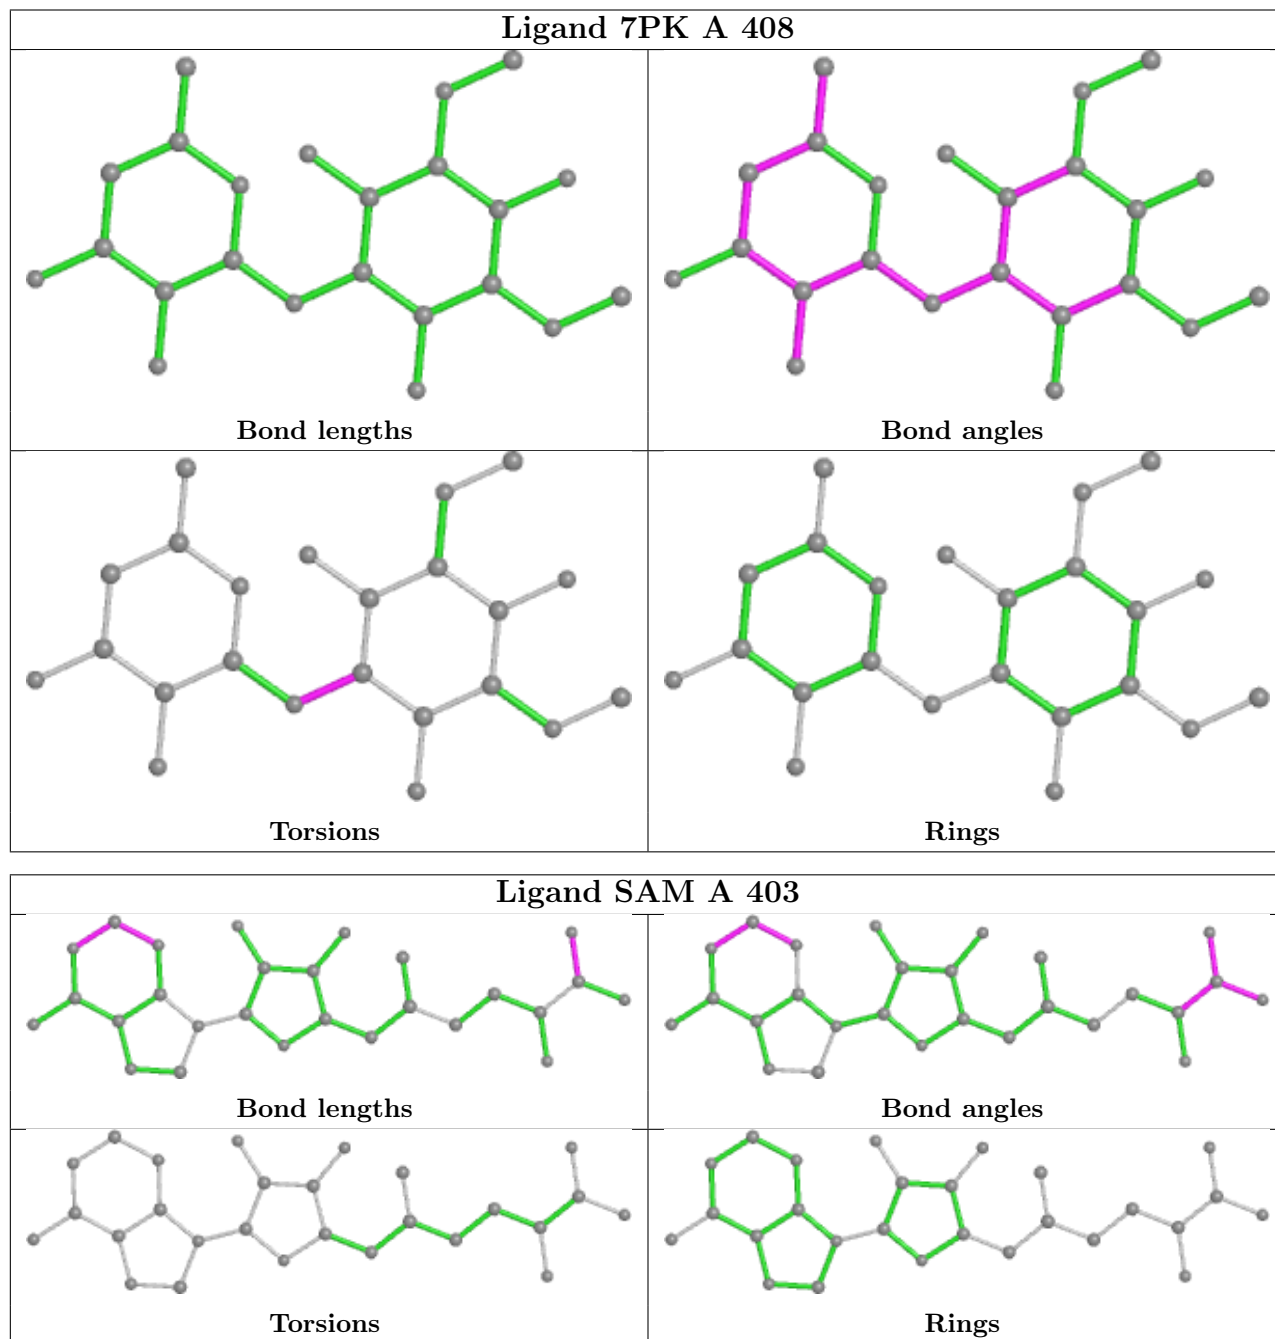 Ligand 7PK A 408
Bond lengths
Bond angles
Torsions
Rings
Ligand SAM A 403
Bond lengths
Bond angles
Torsions
Rings